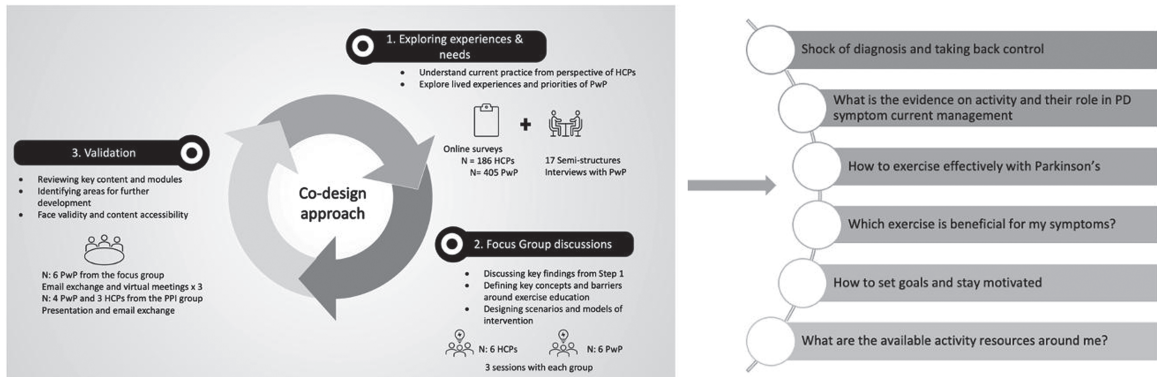 1. Exploring experiences &
needs
• Understand current practice from perspective of HCPs
• Explore lived experiences and priorities of PwP
Online surveys
N = 186 HCPs
N= 405 PwP
17 Semi-structures
Interviews with PwP
Co-design
approach
2. Focus Group discussions
• Discussing key findings from Step 1
• Defining key concepts and barriers
around exercise education
• Designing scenarios and models of
intervention
N: 6 HCPs
N: 6 PwP
3 sessions with each group
3. Validation
• Reviewing key content and modules
• Identifying areas for further
development
• Face validity and content accessibility
N: 6 PwP from the focus group
Email exchange and virtual meetings x 3
N: 4 PwP and 3 HCPs from the PPI group
Presentation and email exchange
Shock of diagnosis and taking back control
What is the evidence on activity and their role in PD
symptom current management
How to exercise effectively with Parkinson's
Which exercise is beneficial for my symptoms?
How to set goals and stay motivated
What are the available activity resources around me?